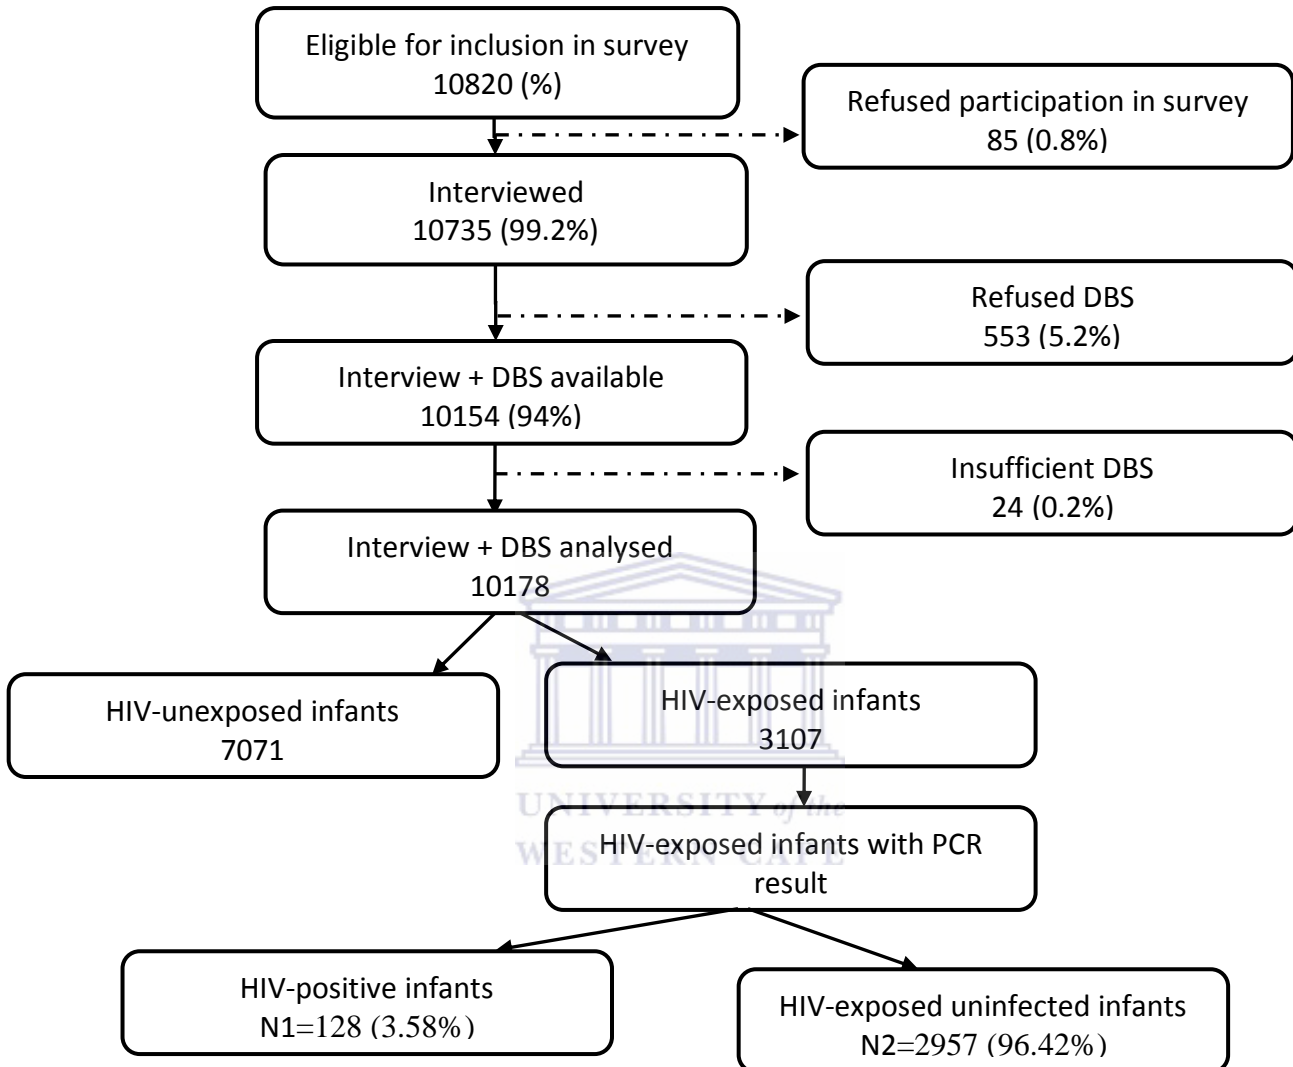 Eligible for inclusion in survey
10820 (%)
Refused participation in survey
85 (0.8%)
Interviewed
10735 (99.2%)
Refused DBS
553 (5.2%)
Interview + DBS available
10154 (94%)
Insufficient DBS
24 (0.2%)
Interview + DBS analysed
10178
HIV-unexposed infants
7071
HIV-exposed infants
3107
UNIVERSITY of the
WESTERN CAPE
HIV-exposed infants with PCR
result
HIV-positive infants
N1=128 (3.58%)
HIV-exposed uninfected infants
N2=2957 (96.42%)